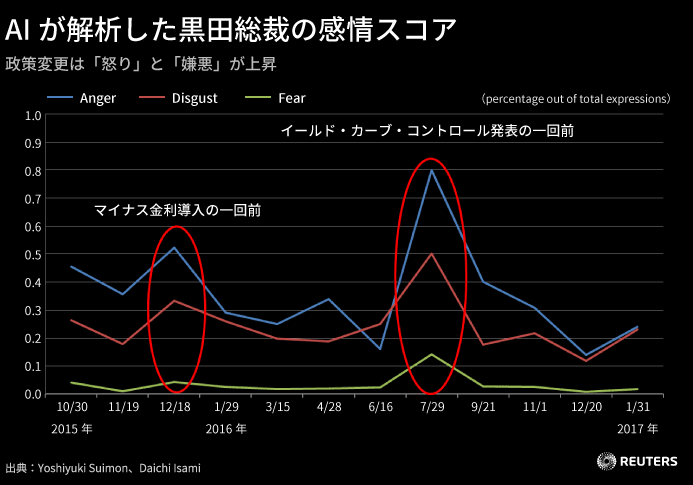 AI が解析した黒田総裁の感情スコア
政策変更は「怒り」と「嫌悪」が上昇
Anger Disgust Fear (percentage out of total expressions)
1.0
イールド・カーブ・コントロール発表の一回前
0.9
0.8
0.7
マイナス金利導入の一回前
0.6
0.5
0.4
0.3
0.2
0.1
0.0
10/30 11/19 12/18 1/29 3/15 4/28 6/16 7/29 9/21 11/1 12/20 1/31
2015 年 2016 年 2017 年
出典：Yoshiyuki Suimon、Daichi Isami
REUTERS